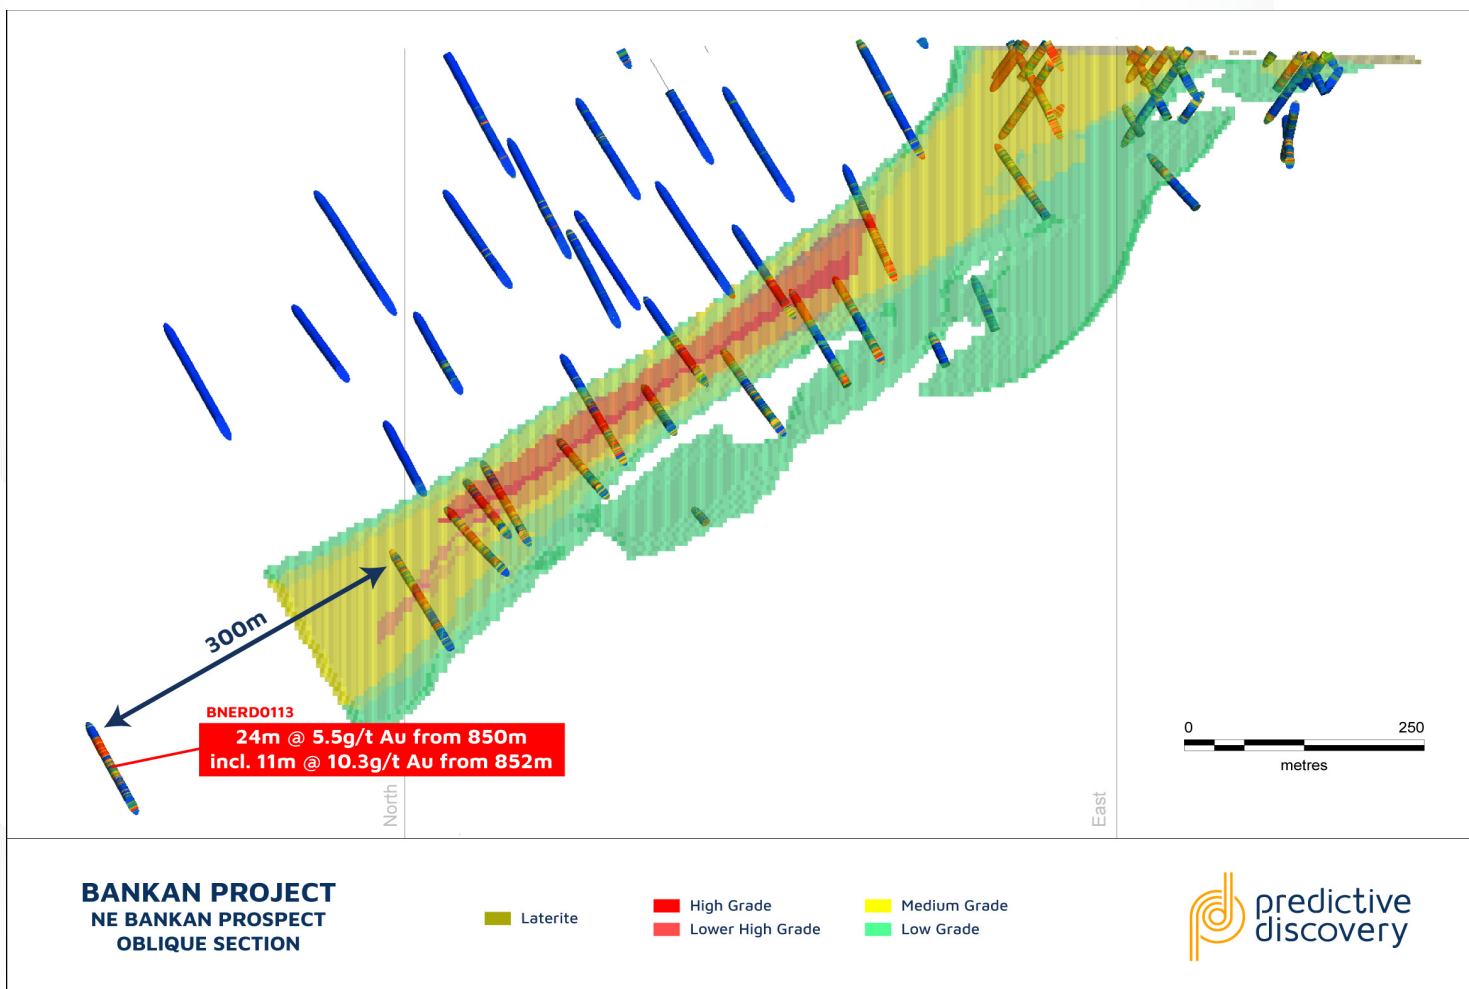 300m
BNERD0113
24m @ 5.5g/t Au from 850m
incl. 11m @ 10.3g/t Au from 852m
North
East
0 250
metres
BANKAN PROJECT
NE BANKAN PROSPECT
OBLIQUE SECTION
Laterite
High Grade
Lower High Grade
Medium Grade
Low Grade
predictive
discovery